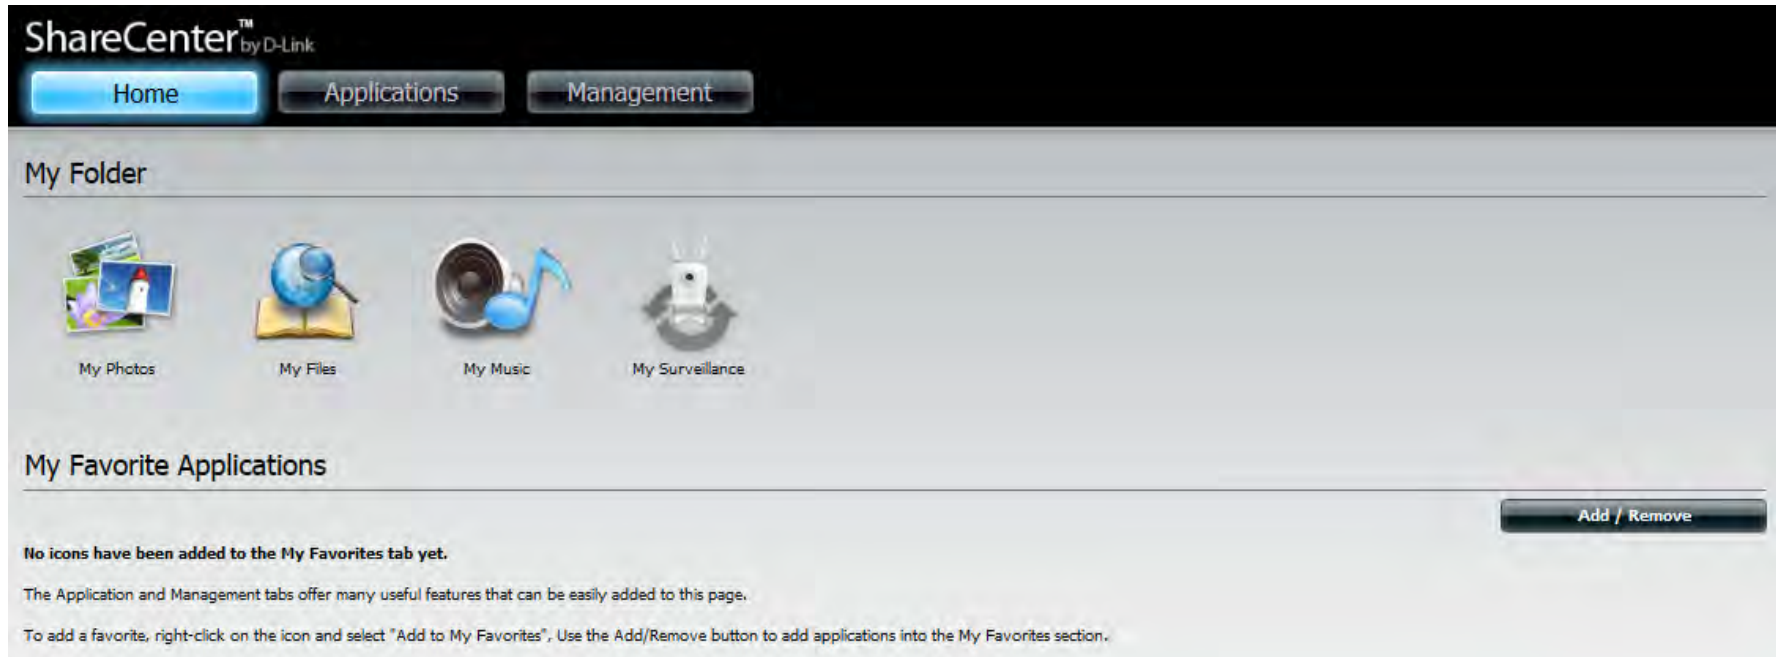 ShareCenter™ by D-Link
Home Applications Management
My Folder
My Photos My Files My Music My Surveillance
My Favorite Applications
Add / Remove
No icons have been added to the My Favorites tab yet.
The Application and Management tabs offer many useful features that can be easily added to this page.
To add a favorite, right-click on the icon and select "Add to My Favorites", Use the Add/Remove button to add applications into the My Favorites section.